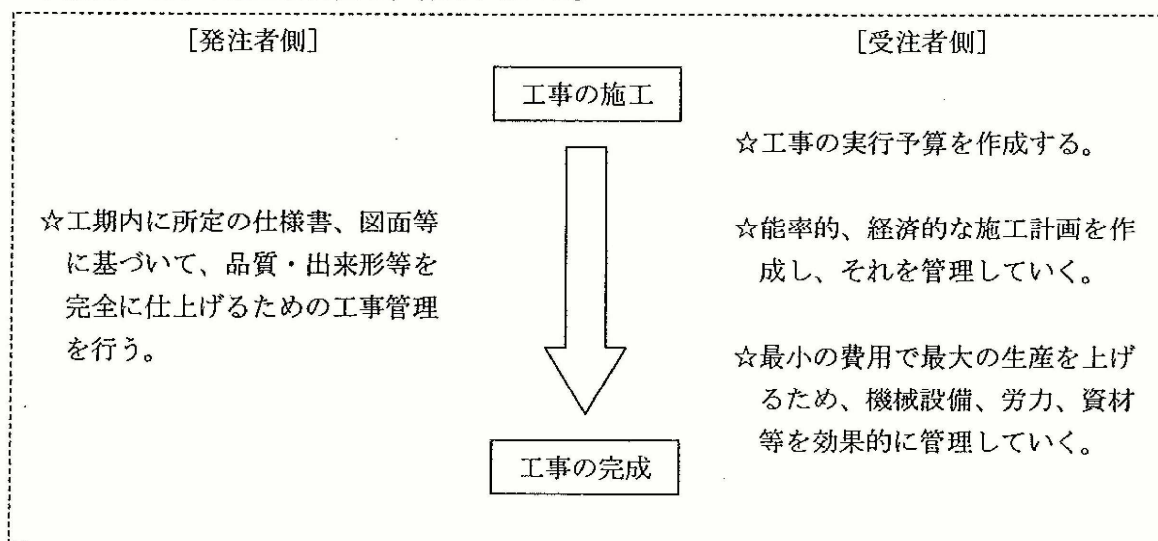 [発注者側]
[受注者側]
工事の施工
☆工事の実行予算を作成する。
☆工期内に所定の仕様書、図面等
に基づいて、品質・出来形等を
完全に仕上げるための工事管理
を行う。
☆能率的、経済的な施工計画を作
成し、それを管理していく。
☆最小の費用で最大の生産を上げ
るため、機械設備、労力、資材
等を効果的に管理していく。
工事の完成